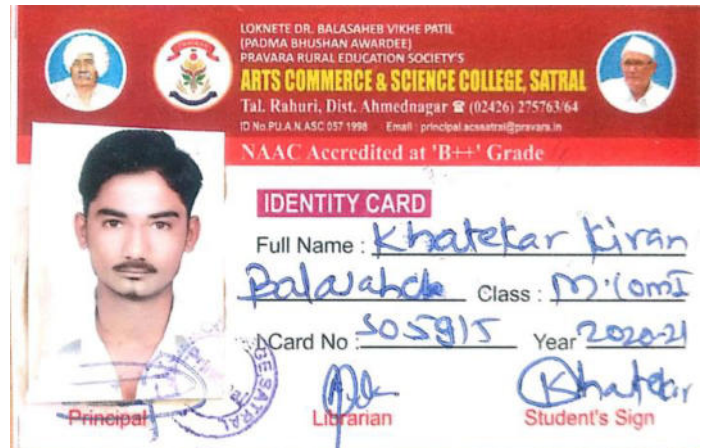 LOKNETE DR. BALASAHEB VIKHE PATIL
(PADMA BHUSHAN AWARDEE)
PRAVARA RURAL EDUCATION SOCIETY'S
ARTS COMMERCE & SCIENCE COLLEGE, SATRAL
Tal. Rahuri, Dist. Ahmednagar ☎ (02426) 275763/64
ID No.PU.A.N.ASC 057 1998 Email : principal.acssatral@pravara.in
NAAC Accredited at 'B++' Grade
IDENTITY CARD
Full Name : Khatekar Kiran
Class : M.Com I
Card No : SO5915 Year 2020-21
Khatekar
Principal Librarian Student's Sign